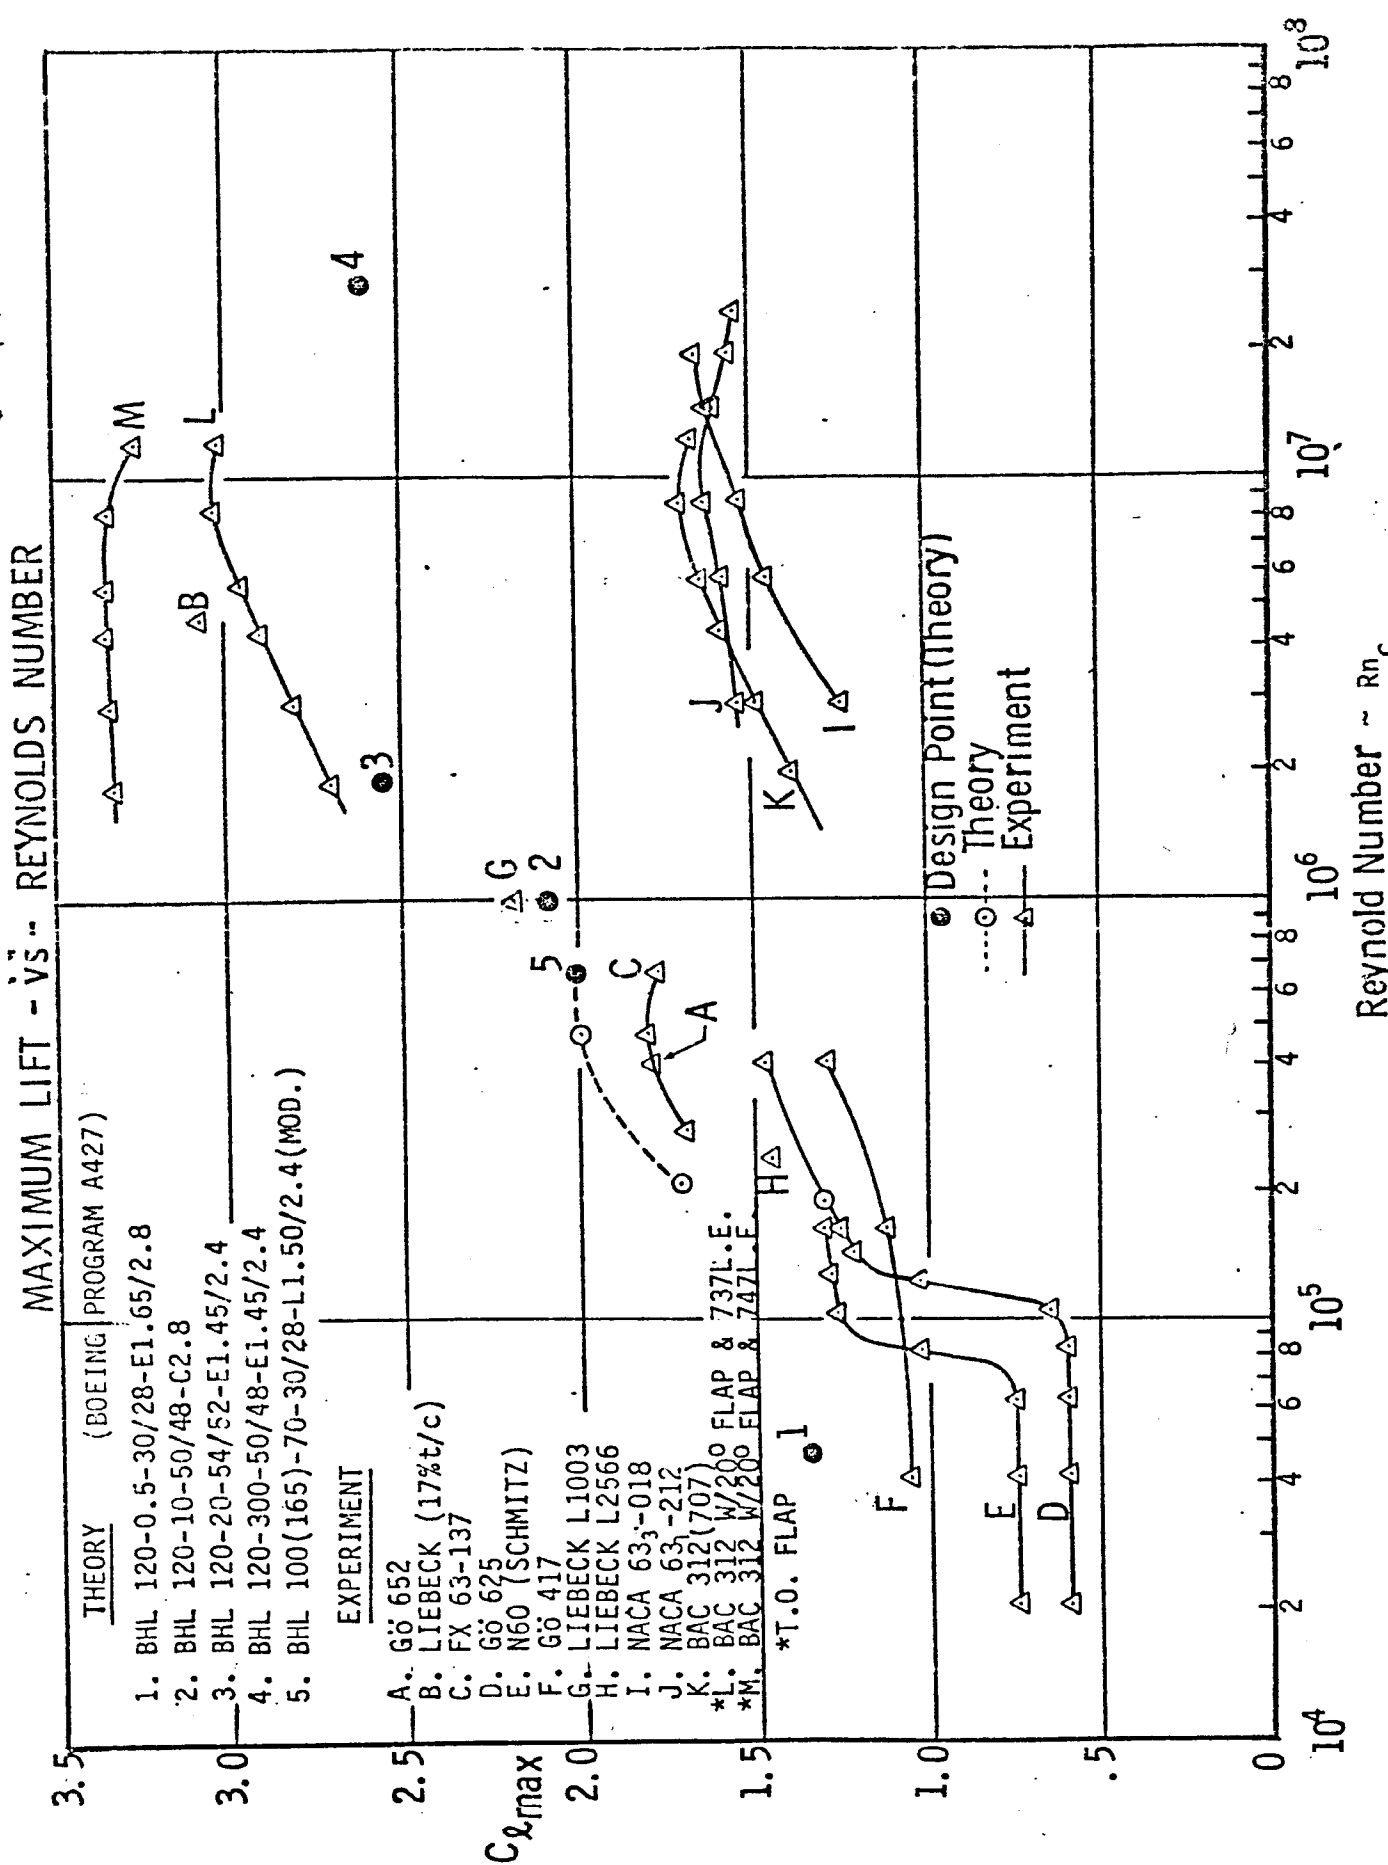 MAXIMUM LIFT - vs - REYNOLDS NUMBER
THEORY (BOEING PROGRAM A427)
1. BHL 120-0.5-30/28-E1.65/2.8
2. BHL 120-10-50/48-C2.8
3. BHL 120-20-54/52-E1.45/2.4
4. BHL 120-300-50/48-E1.45/2.4
5. BHL 100(165)-70-30/28-L1.50/2.4(MOD.)
EXPERIMENT
A. GÖ 652
B. LIEBECK (17%t/c)
C. FX 63-137
D. GÖ 625
E. N60 (SCHMITZ)
F. GÖ 417
G. LIEBECK L1003
H. LIEBECK L2566
I. NACA 63₃-018
J. NACA 63₁-212
K. BAC 312(707)
*L. BAC 312 W/20° FLAP & 737L.E.
*M. BAC 312 W/20° FLAP & 747L.E.
*T.O. FLAP
M
L
B
4
3
G
2
5
C
A
J
K
I
H
1
F
E
D
Design Point(Theory)
Theory
Experiment
3.5
3.0
2.5
2.0
1.5
1.0
.5
0
Cℓmax
10⁴
2
4
6
8
10⁵
2
4
6
8
10⁶
2
4
6
8
10⁷
2
4
6
8
10⁸
Reynold Number ~ Rnc